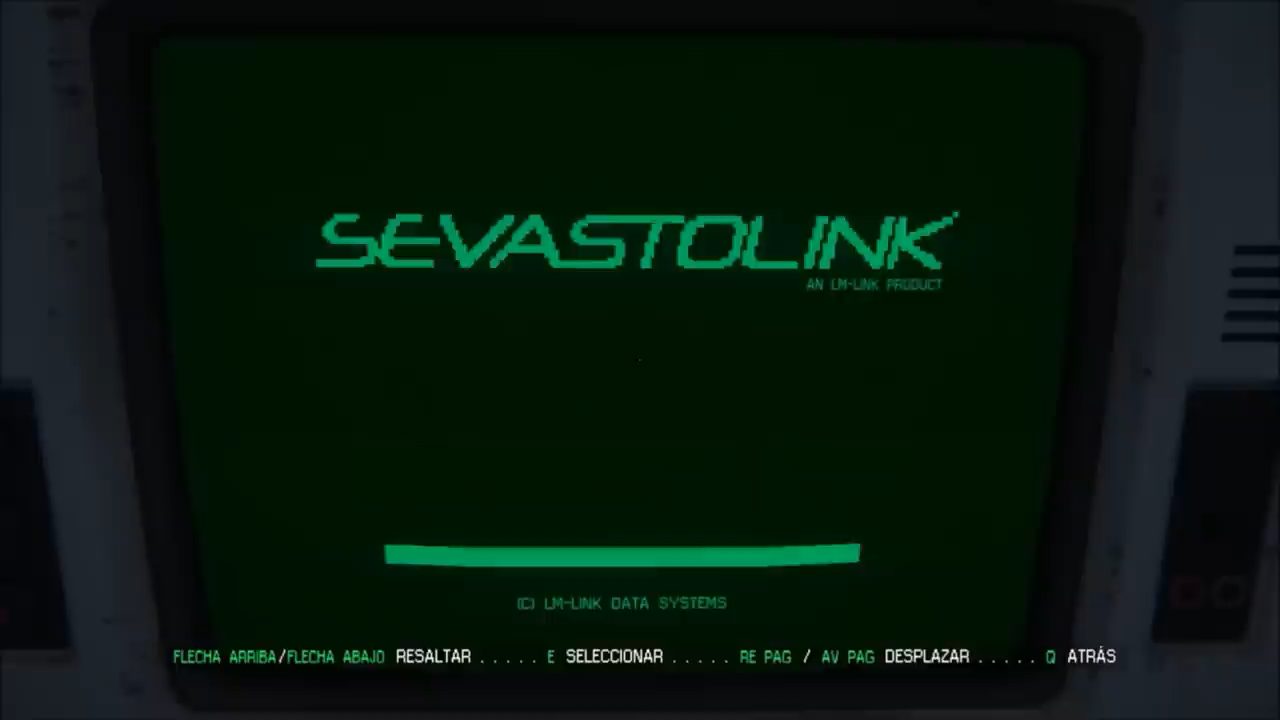 SEVASTOLINK
AN LM-LINK PRODUCT
(C) LM-LINK DATA SYSTEMS
FLECHA ARRIBA/FLECHA ABAJO RESALTAR ..... E SELECCIONAR ..... RE PAG / AV PAG DESPLAZAR ..... Q ATRÁS